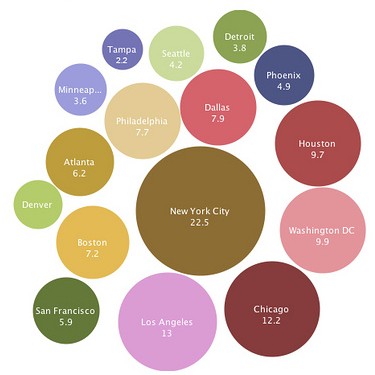 Detroit
3.8
Tampa
2.2
Seattle
4.2
Phoenix
4.9
Minneap...
3.6
Dallas
7.9
Philadelphia
7.7
Houston
9.7
Atlanta
6.2
Denver
New York City
22.5
Washington DC
9.9
Boston
7.2
San Francisco
5.9
Chicago
12.2
Los Angeles
13